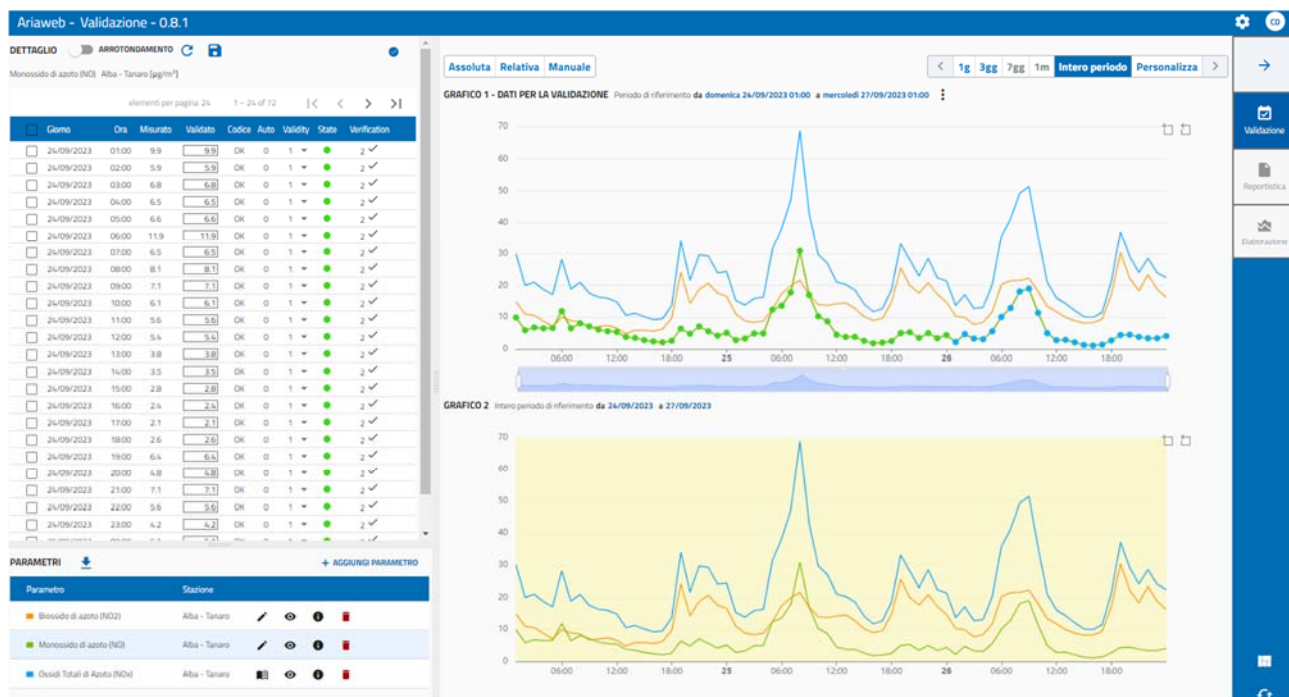 Ariaweb - Validazione - 0.8.1
CD
DETTAGLIO ARROTONDAMENTO
Monossido di azoto (NO) Alba - Tanaro [µg/m³]
elementi per pagina 24 1 – 24 of 72
Giorno Ora Misurato Validato Codice Auto Validity State Verification
24/09/2023 01:00 9.9 9.9 OK 0 1 2
24/09/2023 02:00 5.9 5.9 OK 0 1 2
24/09/2023 03:00 6.8 6.8 OK 0 1 2
24/09/2023 04:00 6.5 6.5 OK 0 1 2
24/09/2023 05:00 6.6 6.6 OK 0 1 2
24/09/2023 06:00 11.9 11.9 OK 0 1 2
24/09/2023 07:00 6.5 6.5 OK 0 1 2
24/09/2023 08:00 8.1 8.1 OK 0 1 2
24/09/2023 09:00 7.1 7.1 OK 0 1 2
24/09/2023 10:00 6.1 6.1 OK 0 1 2
24/09/2023 11:00 5.6 5.6 OK 0 1 2
24/09/2023 12:00 5.4 5.4 OK 0 1 2
24/09/2023 13:00 3.8 3.8 OK 0 1 2
24/09/2023 14:00 3.5 3.5 OK 0 1 2
24/09/2023 15:00 2.8 2.8 OK 0 1 2
24/09/2023 16:00 2.4 2.4 OK 0 1 2
24/09/2023 17:00 2.1 2.1 OK 0 1 2
24/09/2023 18:00 2.6 2.6 OK 0 1 2
24/09/2023 19:00 6.4 6.4 OK 0 1 2
24/09/2023 20:00 4.8 4.8 OK 0 1 2
24/09/2023 21:00 7.1 7.1 OK 0 1 2
24/09/2023 22:00 5.6 5.6 OK 0 1 2
24/09/2023 23:00 4.2 4.2 OK 0 1 2
PARAMETRI + AGGIUNGI PARAMETRO
Parametro Stazione
Biossido di azoto (NO2) Alba - Tanaro
Monossido di azoto (NO) Alba - Tanaro
Ossidi Totali di Azoto (NOx) Alba - Tanaro
Assoluta Relativa Manuale
1g 3gg 7gg 1m Intero periodo Personalizza
GRAFICO 1 - DATI PER LA VALIDAZIONE Periodo di riferimento da domenica 24/09/2023 01:00 a mercoledì 27/09/2023 01:00
70
60
50
40
30
20
10
0
06:00 12:00 18:00 25 06:00 12:00 18:00 26 06:00 12:00 18:00
GRAFICO 2 Intero periodo di riferimento da 24/09/2023 a 27/09/2023
70
60
50
40
30
20
10
0
06:00 12:00 18:00 25 06:00 12:00 18:00 26 06:00 12:00 18:00
Validazione
Reportistica
Elaborazione